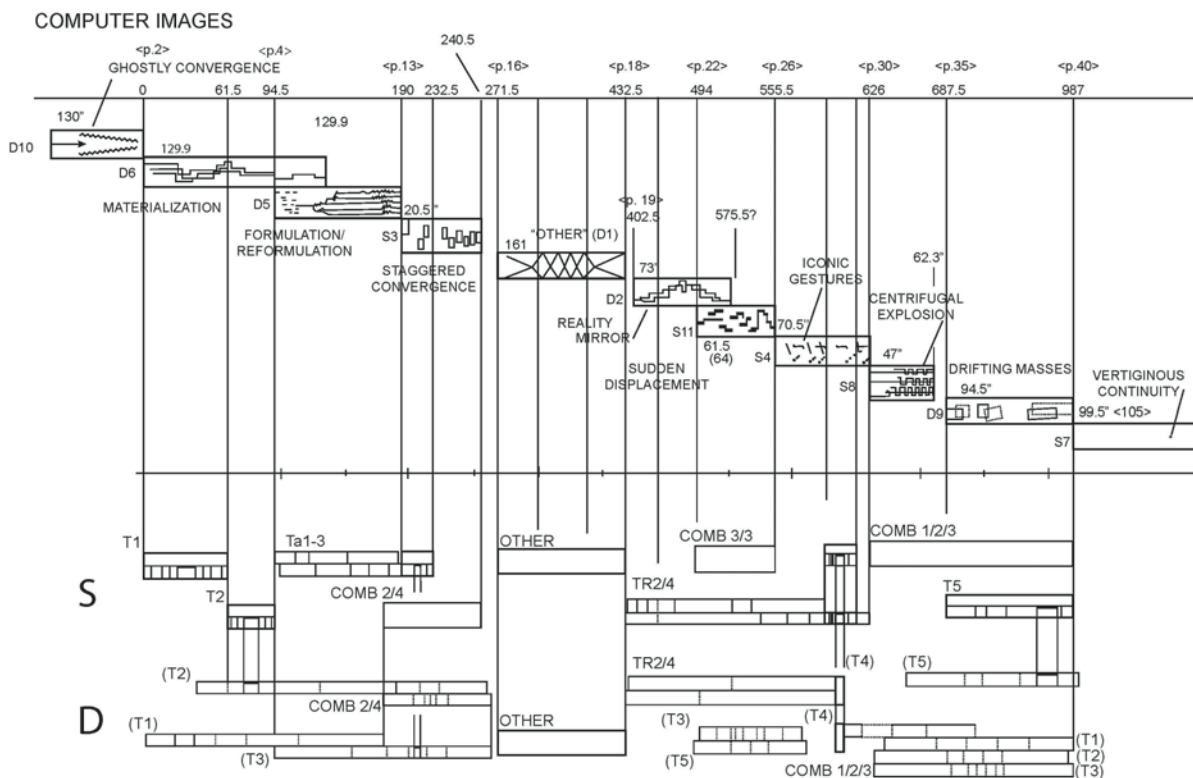 COMPUTER IMAGES
240.5
<p.2> <p.4> <p.13> <p.16> <p.18> <p.22> <p.26> <p.30> <p.35> <p.40>
GHOSTLY CONVERGENCE
0 61.5 94.5 190 232.5 271.5 432.5 494 555.5 626 687.5 987
130"
129.9
D10
129.9
D6
MATERIALIZATION
D5
20.5 "
<p. 19>
402.5
575.5?
FORMULATION/
REFORMULATION
S3
161
"OTHER" (D1)
STAGGERED
CONVERGENCE
73"
ICONIC
GESTURES
62.3"
D2
CENTRIFUGAL
EXPLOSION
REALITY
MIRROR
S11
70.5"
61.5
(64)
S4
47"
SUDDEN
DISPLACEMENT
S8
DRIFTING MASSES
VERTIGINOUS
CONTINUITY
94.5"
D9
99.5" <105>
S7
T1
Ta1-3
OTHER
COMB 3/3
COMB 1/2/3
S
T2
COMB 2/4
TR2/4
T5
(T2)
TR2/4
(T4)
(T5)
COMB 2/4
D
(T1)
OTHER
(T3)
(T4)
(T3)
(T5)
(T1)
(T2)
COMB 1/2/3
(T3)